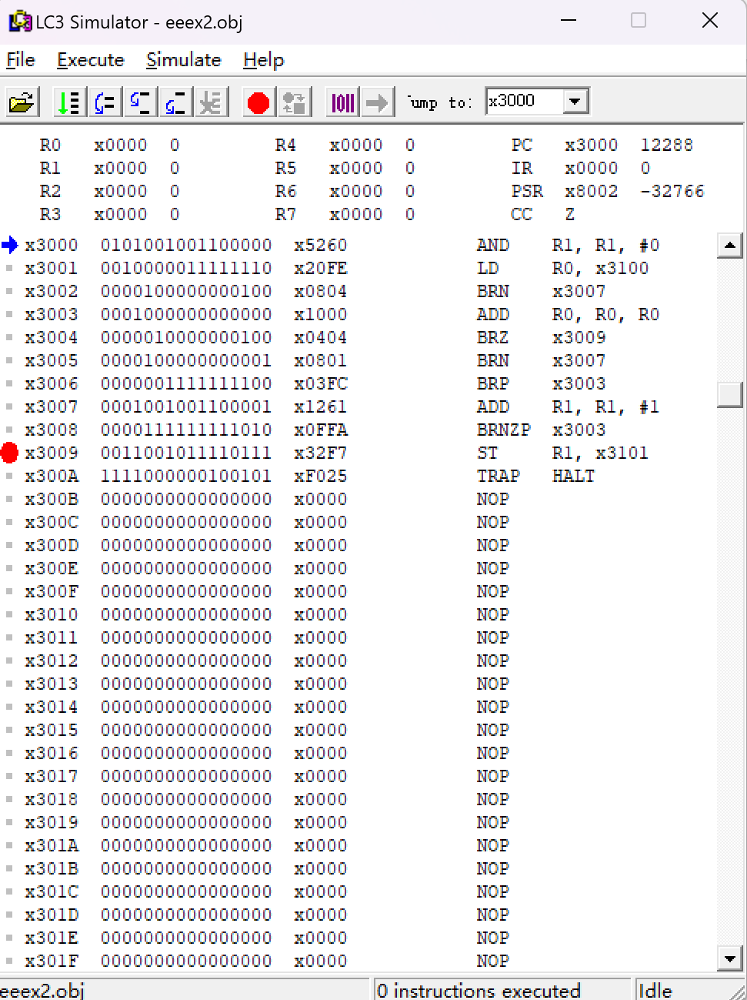 LC3 Simulator - eeex2.obj
File Execute Simulate Help
Jump to: x3000
R0 x0000 0 R4 x0000 0 PC x3000 12288
R1 x0000 0 R5 x0000 0 IR x0000 0
R2 x0000 0 R6 x0000 0 PSR x8002 -32766
R3 x0000 0 R7 x0000 0 CC Z
x3000 0101001001100000 x5260 AND R1, R1, #0
x3001 0010000011111110 x20FE LD R0, x3100
x3002 0000100000000100 x0804 BRN x3007
x3003 0001000000000000 x1000 ADD R0, R0, R0
x3004 0000010000000100 x0404 BRZ x3009
x3005 0000100000000001 x0801 BRN x3007
x3006 0000001111111100 x03FC BRP x3003
x3007 0001001001100001 x1261 ADD R1, R1, #1
x3008 0000111111111010 x0FFA BRNZP x3003
x3009 0011001011110111 x32F7 ST R1, x3101
x300A 1111000000100101 xF025 TRAP HALT
x300B 0000000000000000 x0000 NOP
x300C 0000000000000000 x0000 NOP
x300D 0000000000000000 x0000 NOP
x300E 0000000000000000 x0000 NOP
x300F 0000000000000000 x0000 NOP
x3010 0000000000000000 x0000 NOP
x3011 0000000000000000 x0000 NOP
x3012 0000000000000000 x0000 NOP
x3013 0000000000000000 x0000 NOP
x3014 0000000000000000 x0000 NOP
x3015 0000000000000000 x0000 NOP
x3016 0000000000000000 x0000 NOP
x3017 0000000000000000 x0000 NOP
x3018 0000000000000000 x0000 NOP
x3019 0000000000000000 x0000 NOP
x301A 0000000000000000 x0000 NOP
x301B 0000000000000000 x0000 NOP
x301C 0000000000000000 x0000 NOP
x301D 0000000000000000 x0000 NOP
x301E 0000000000000000 x0000 NOP
x301F 0000000000000000 x0000 NOP
eeex2.obj 0 instructions executed Idle